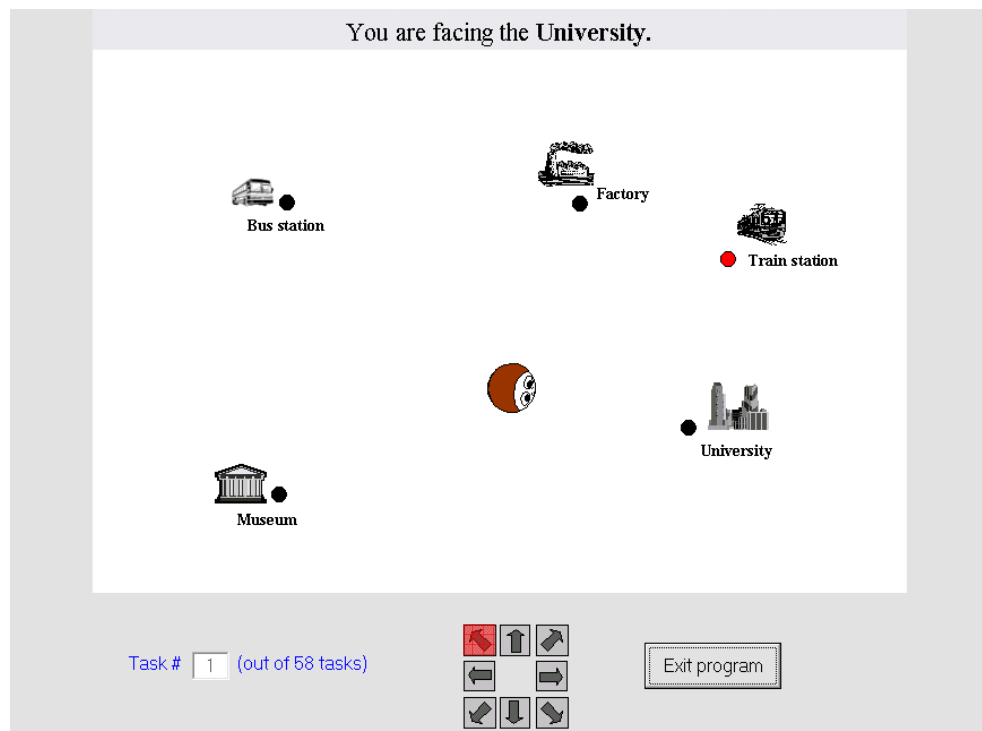 You are facing the University.
Factory
Bus station
Train station
University
Museum
Task # 1 (out of 58 tasks)
Exit program